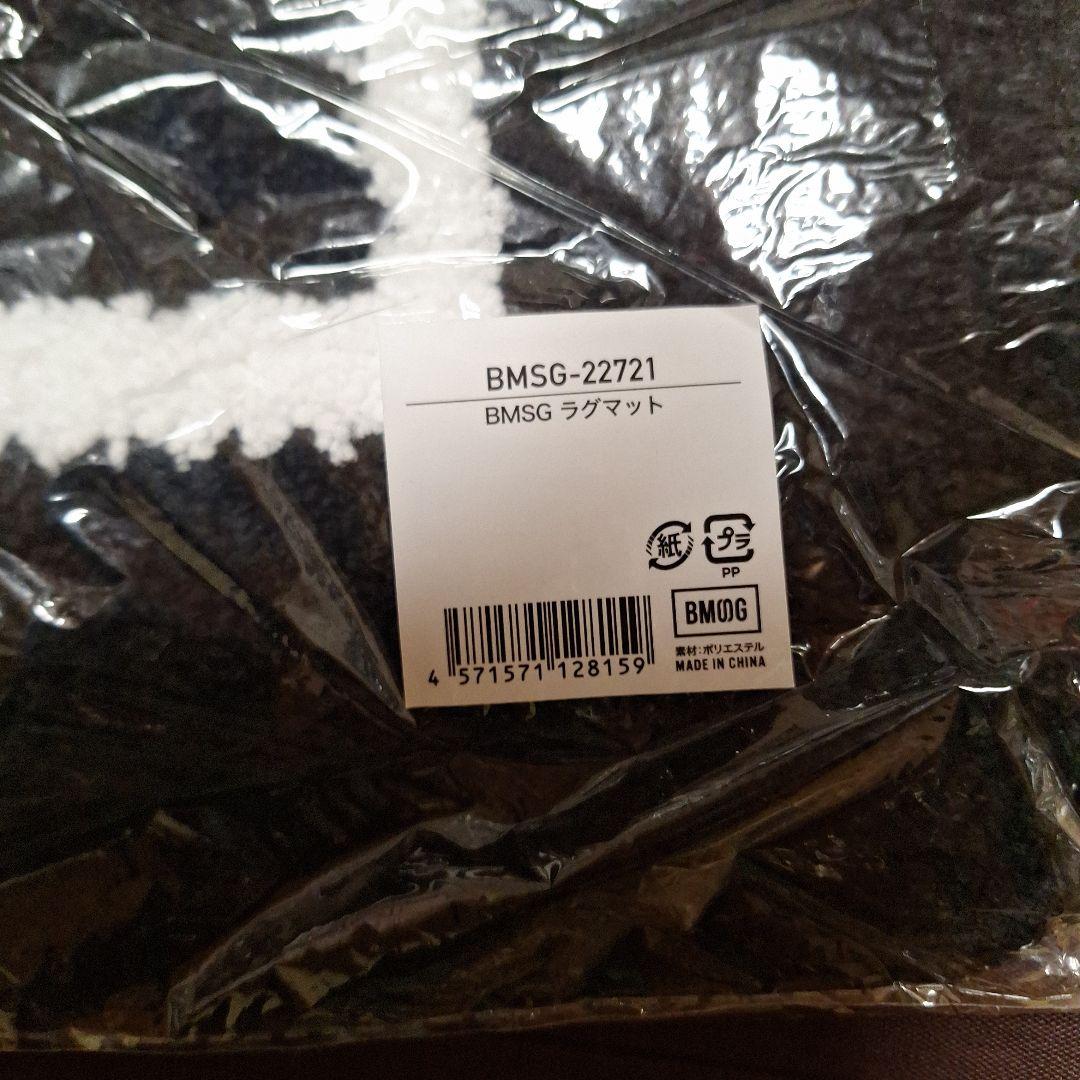 BMSG-22721
BMSG ラグマット
紙 プラ
PP
BMSG
素材:ポリエステル
MADE IN CHINA
4 571571 128159